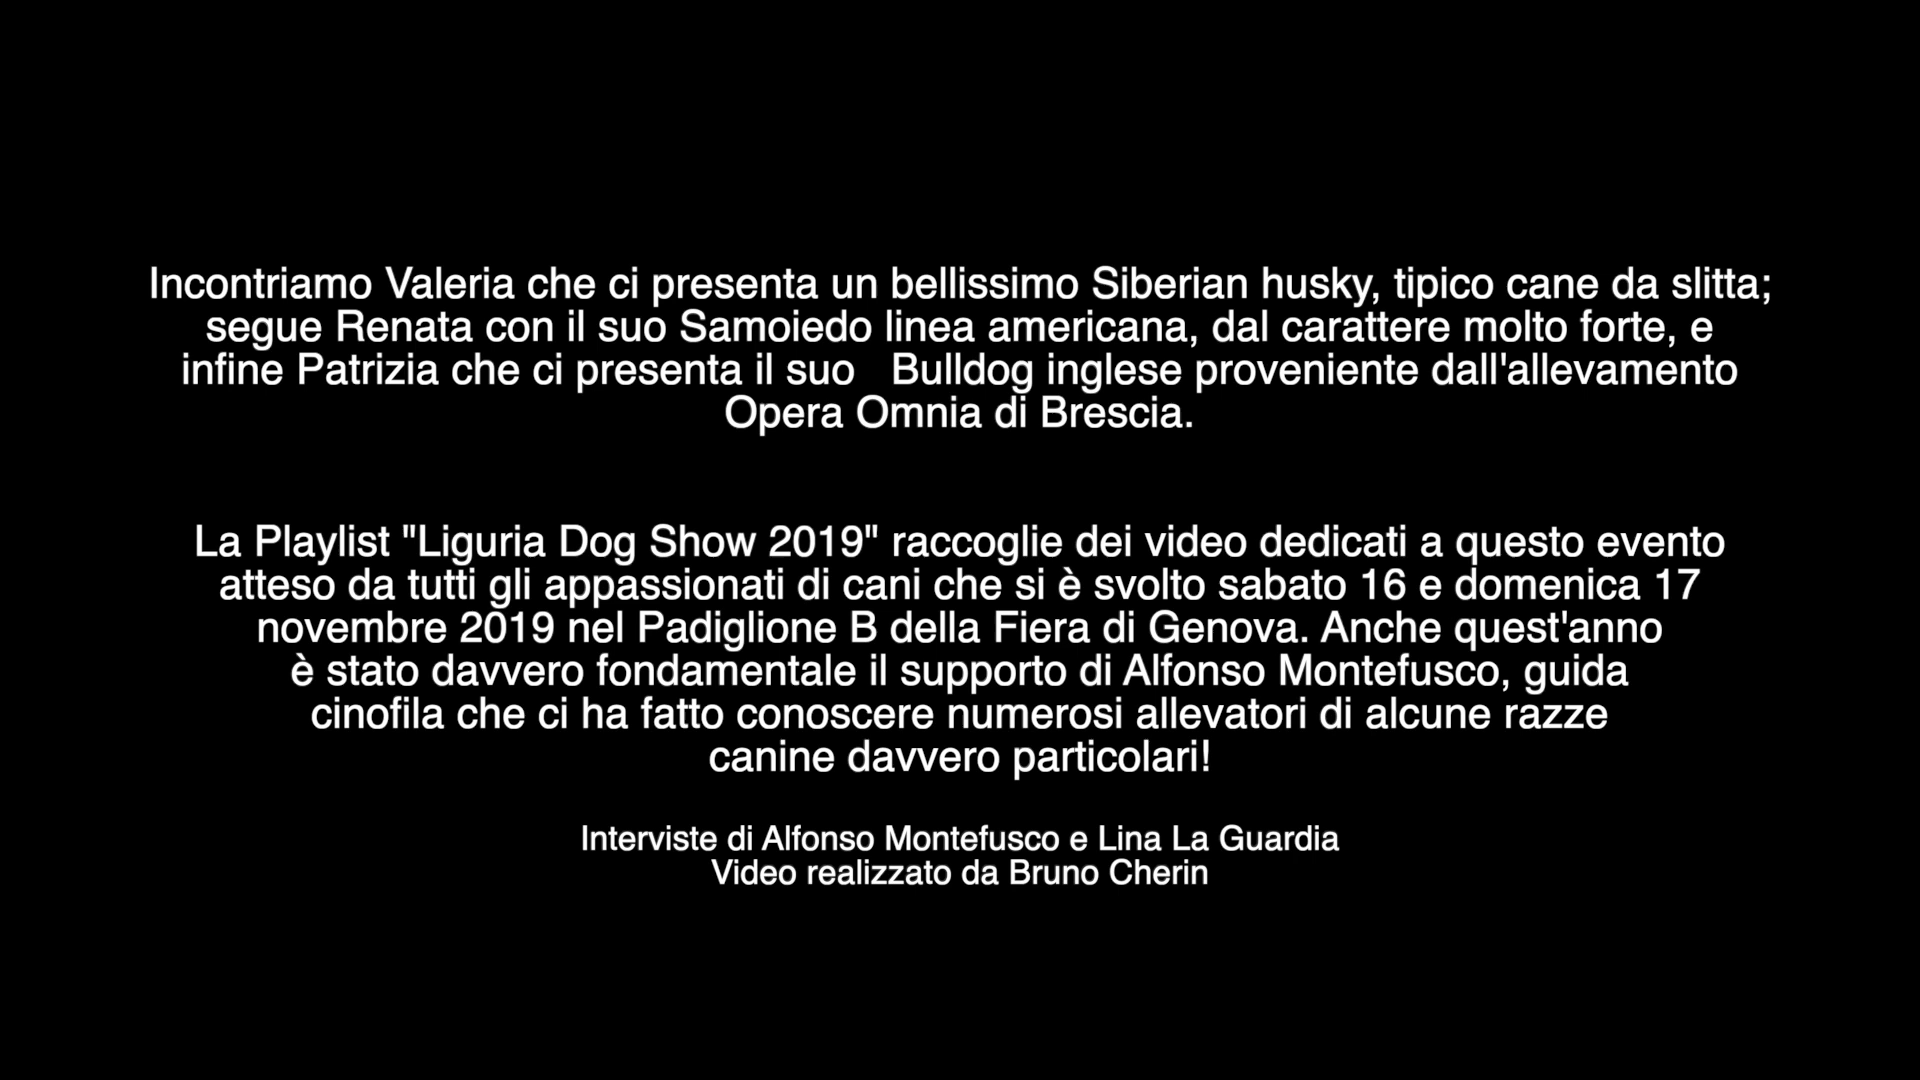 Incontriamo Valeria che ci presenta un bellissimo Siberian husky, tipico cane da slitta;
segue Renata con il suo Samoiedo linea americana, dal carattere molto forte, e
infine Patrizia che ci presenta il suo   Bulldog inglese proveniente dall'allevamento
Opera Omnia di Brescia.
La Playlist "Liguria Dog Show 2019" raccoglie dei video dedicati a questo evento
atteso da tutti gli appassionati di cani che si è svolto sabato 16 e domenica 17
novembre 2019 nel Padiglione B della Fiera di Genova. Anche quest'anno
è stato davvero fondamentale il supporto di Alfonso Montefusco, guida
cinofila che ci ha fatto conoscere numerosi allevatori di alcune razze
canine davvero particolari!
Interviste di Alfonso Montefusco e Lina La Guardia
Video realizzato da Bruno Cherin